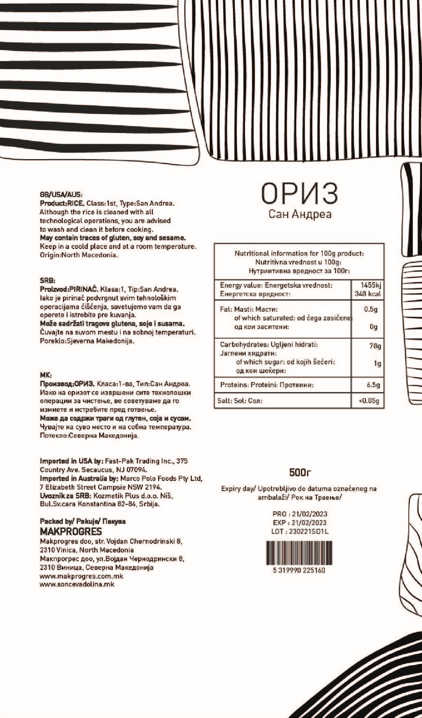 GB/USA/AUS:
Product:RICE, Class:1st, Type:San Andrea.
Although the rice is cleaned with all
technological operations, you are advised
to wash and clean it before cooking.
May contain traces of gluten, soy and sesame.
Keep in a coold place and at a room temperature.
Origin:North Macedonia.
SRB:
Proizvod:PIRINAČ. Klasa:1, Tip:San Andrea.
Iako je pirinač podvrgnut svim tehnološkim
operacijama čišćenja, savetujemo vam da ga
operete i istrebite pre kuvanja.
Može sadržati tragove glutena, soje i susama.
Čuvajte na suvom mestu i na sobnoj temperaturi.
Poreklo:Sjeverna Makedonija.
МК:
Производ:ОРИЗ. Класа:1-ва, Тип:Сан Андреа.
Иако на оризот се извршени сите технолошки
операции за чистење, ве советуваме да го
измиете и истребите пред готвење.
Може да содржи траги од глутен, соја и сусам.
Чувајте на суво место и на собна температура.
Потекло:Северна Македонија.
Imported in USA by: Fast-Pak Trading Inc., 375
Country Ave. Secaucus, NJ 07094.
Imported in Australia by: Marco Polo Foods Pty Ltd,
7 Elizabeth Street Campsie NSW 2194.
Uvoznik za SRB: Kozmetik Plus d.o.o. Niš,
Bul.Sv.cara Konstantina 82-84, Srbija.
Packed by/ Pakuje/ Пакува
MAKPROGRES
Makprogres doo, str. Vojdan Chernodrinski 8,
2310 Vinica, North Macedonia
Макпрогрес доо, ул.Војдан Чернодрински 8,
2310 Виница, Северна Македонија
www.makprogres.com.mk
www.soncevadolina.mk
ОРИЗ
Сан Андреа
Nutritional information for 100g product:
Nutritivna vrednost u 100g:
Нутриитивна вредност за 100г:
Energy value: Energetska vrednost: 1455kj
Енергетска вредност: 348 kcal
Fat: Masti: Масти: 0.5g
of which saturated: od čega zasićene:
од кои заситени: 0g
Carbohydrates: Ugljeni hidrati: 78g
Јаглени хидрати:
of which sugar: od kojih šećeri: 1g
од кои шеќери:
Proteins: Proteini: Протеини: 6.5g
Salt: Sol: Сол: <0.05g
500г
Expiry day/ Upotrebljivo do datuma označenog na
ambalaži/ Рок на Траење/
PRO : 21/02/2023
EXP : 21/02/2023
LOT : 230221SO1L
5 319990 225160